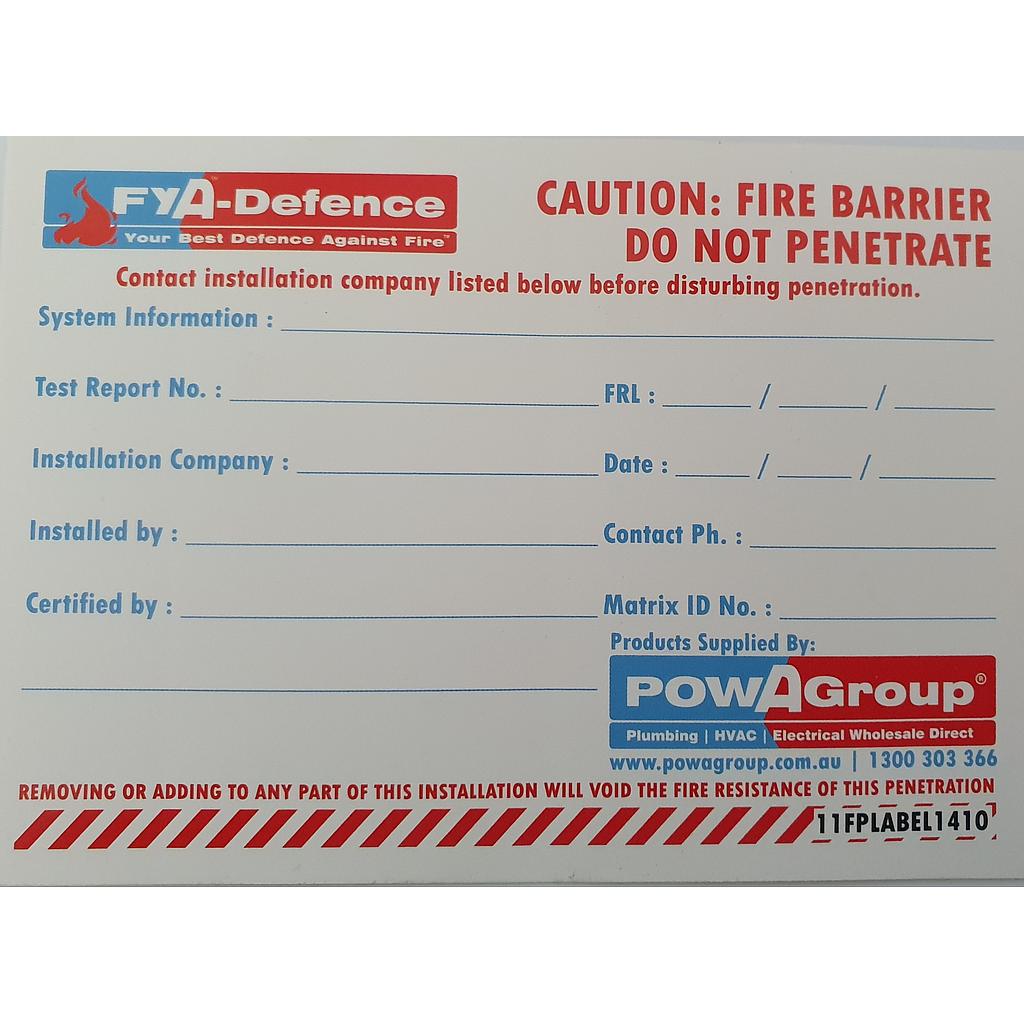 FYA-Defence™
Your Best Defence Against Fire™
CAUTION: FIRE BARRIER
DO NOT PENETRATE
Contact installation company listed below before disturbing penetration.
System Information :
Test Report No. : FRL : / /
Installation Company : Date : / /
Installed by : Contact Ph. :
Certified by : Matrix ID No. :
Products Supplied By:
POWAGroup®
Plumbing | HVAC | Electrical Wholesale Direct
www.powagroup.com.au | 1300 303 366
REMOVING OR ADDING TO ANY PART OF THIS INSTALLATION WILL VOID THE FIRE RESISTANCE OF THIS PENETRATION
11FPLABEL1410